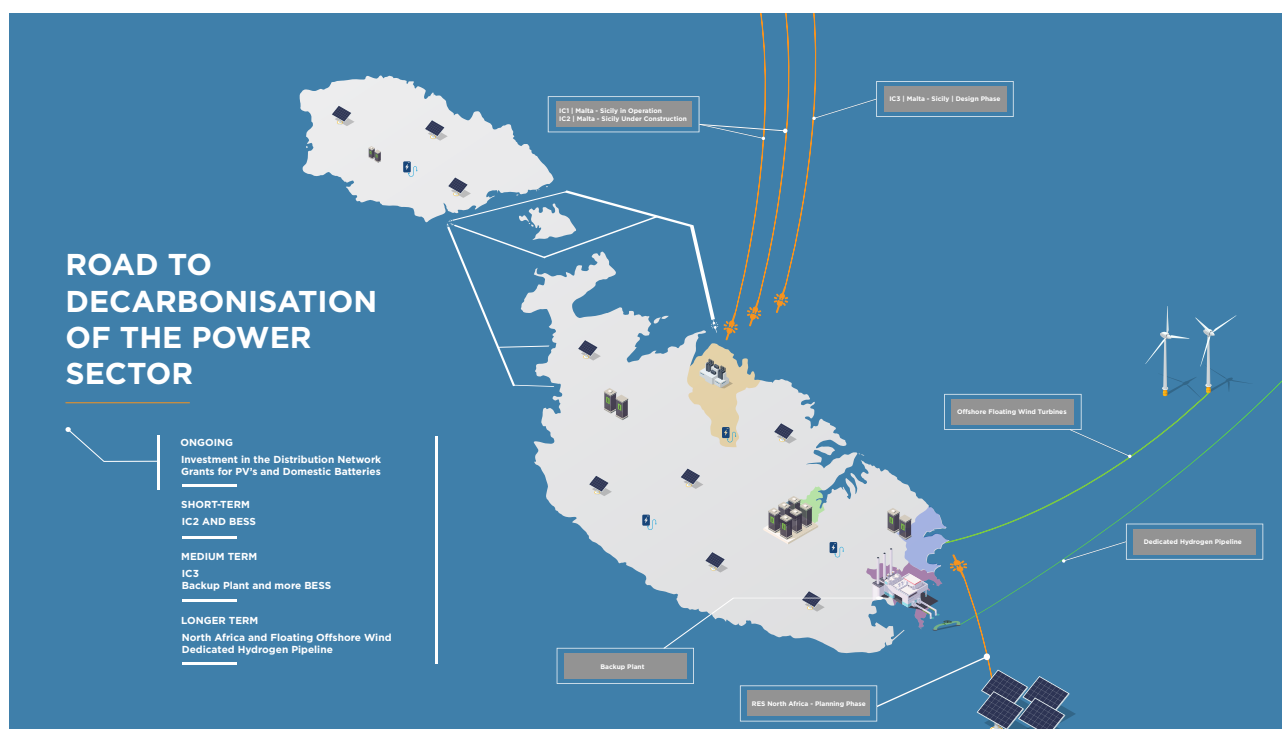 ROAD TO
DECARBONISATION
OF THE POWER
SECTOR
ONGOING
Investment in the Distribution Network
Grants for PV's and Domestic Batteries
SHORT-TERM
IC2 AND BESS
MEDIUM TERM
IC3
Backup Plant and more BESS
LONGER TERM
North Africa and Floating Offshore Wind
Dedicated Hydrogen Pipeline
IC1 | Malta - Sicily in Operation
IC2 | Malta - Sicily Under Construction
IC3 | Malta - Sicily | Design Phase
Offshore Floating Wind Turbines
Dedicated Hydrogen Pipeline
Backup Plant
RES North Africa - Planning Phase